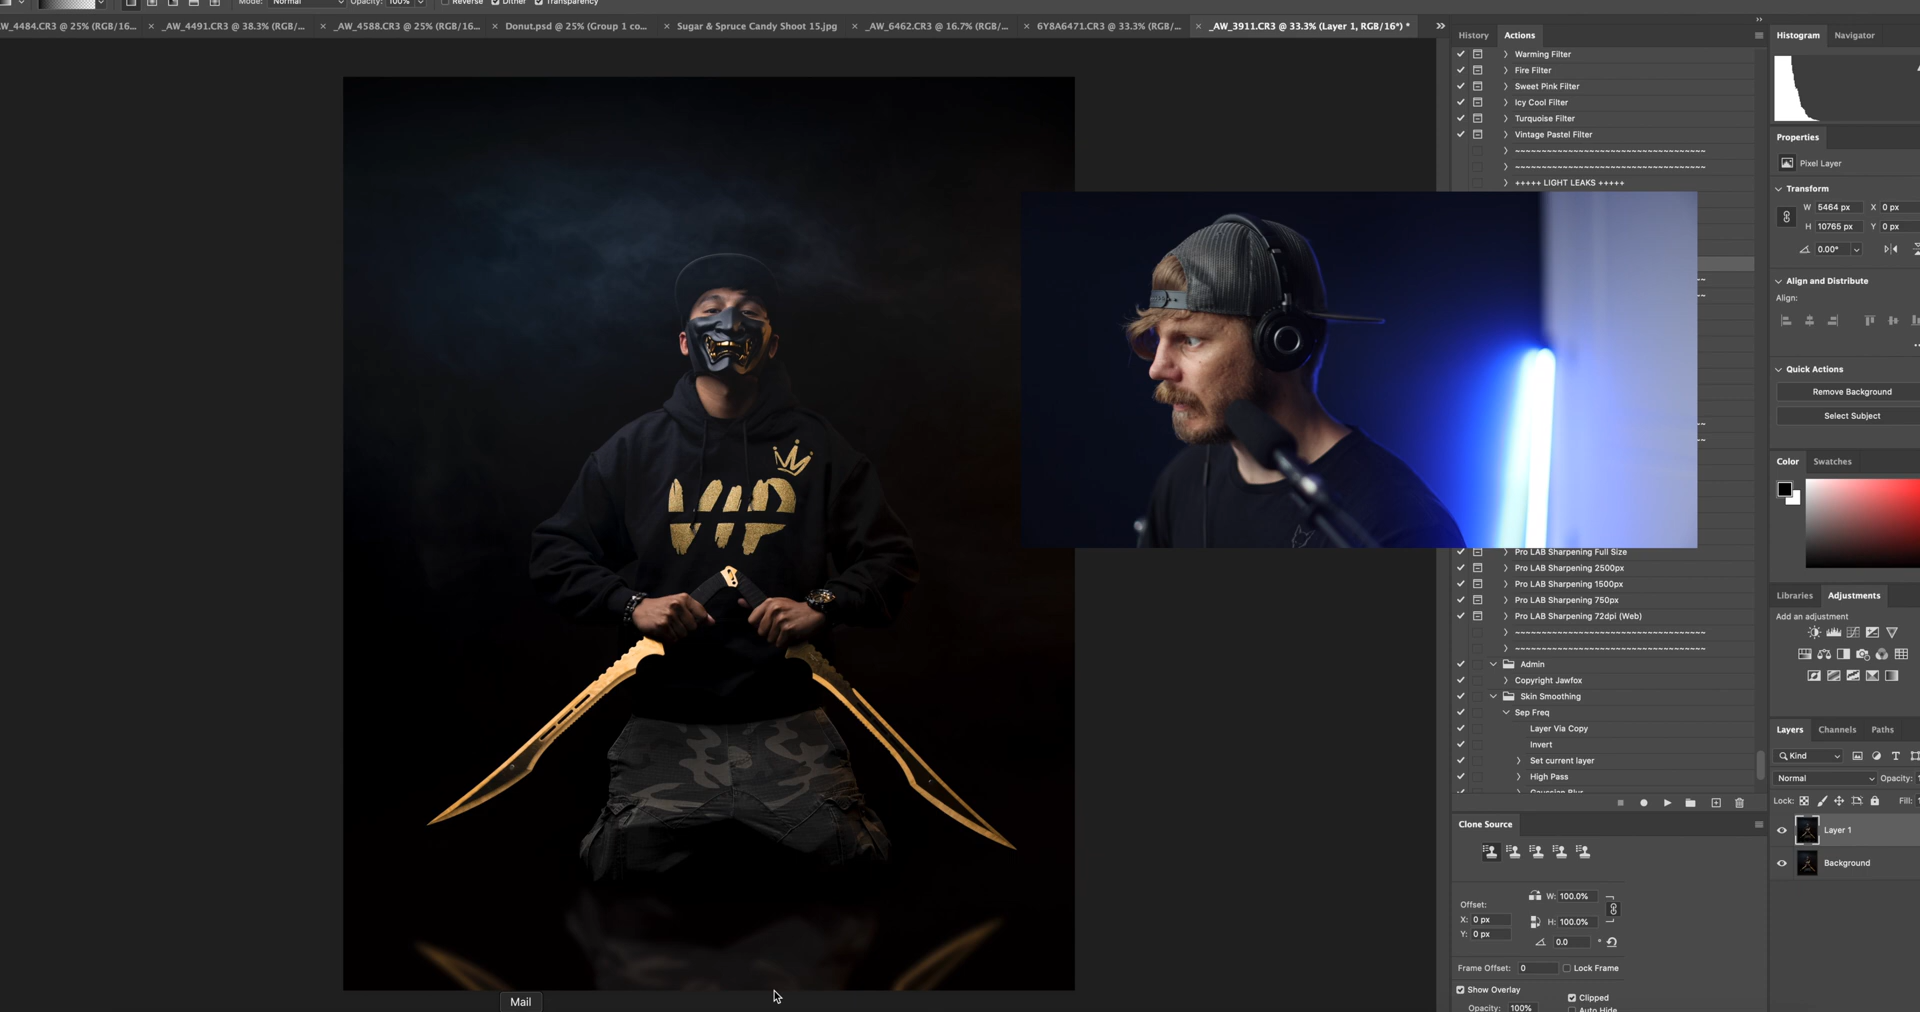 Mode: Normal Opacity: 100% Reverse Dither Transparency
_AW_4484.CR3 @ 25% (RGB/16... _AW_4491.CR3 @ 38.3% (RGB/... _AW_4588.CR3 @ 25% (RGB/16... Donut.psd @ 25% (Group 1 co... Sugar & Spruce Candy Shoot 15.jpg _AW_6462.CR3 @ 16.7% (RGB/... 6Y8A6471.CR3 @ 33.3% (RGB/... _AW_3911.CR3 @ 33.3% (Layer 1, RGB/16*) *
History Actions
Warming Filter
Fire Filter
Sweet Pink Filter
Icy Cool Filter
Turquoise Filter
Vintage Pastel Filter
+++++ LIGHT LEAKS +++++
Pro LAB Sharpening Full Size
Pro LAB Sharpening 2500px
Pro LAB Sharpening 1500px
Pro LAB Sharpening 750px
Pro LAB Sharpening 72dpi (Web)
Admin
Copyright Jawfox
Skin Smoothing
Sep Freq
Layer Via Copy
Invert
Set current layer
High Pass
Gaussian Blur
Clone Source
Offset:
W: 100.0%
X: 0 px
H: 100.0%
Y: 0 px
0.0 °
Frame Offset: 0 Lock Frame
Show Overlay
Clipped
Opacity: 100%
Auto Hide
Histogram Navigator
Properties
Pixel Layer
Transform
W 5464 px X 0 px
H 10765 px Y 0 px
0.00°
Align and Distribute
Align:
Quick Actions
Remove Background
Select Subject
Color Swatches
Libraries Adjustments
Add an adjustment
Layers Channels Paths
Kind
Normal Opacity:
Lock: Fill:
Layer 1
Background
VIP
Mail